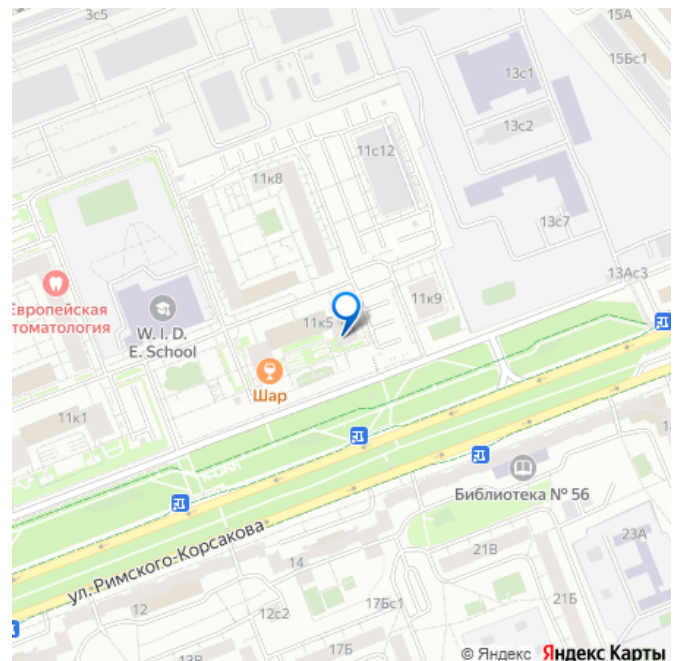 3с5
15А
15Бс1
13с1
13с2
11с12
11к8
13с7
13Ас3
11к9
Европейская
томатология
W. I. D.
E. School
11к5
Шар
11к1
Библиотека № 56
ул. Римского-Корсакова
23А
21В
14
12
12с2
17Бс1
21Б
13В
17Б
© Яндекс Яндекс Карты